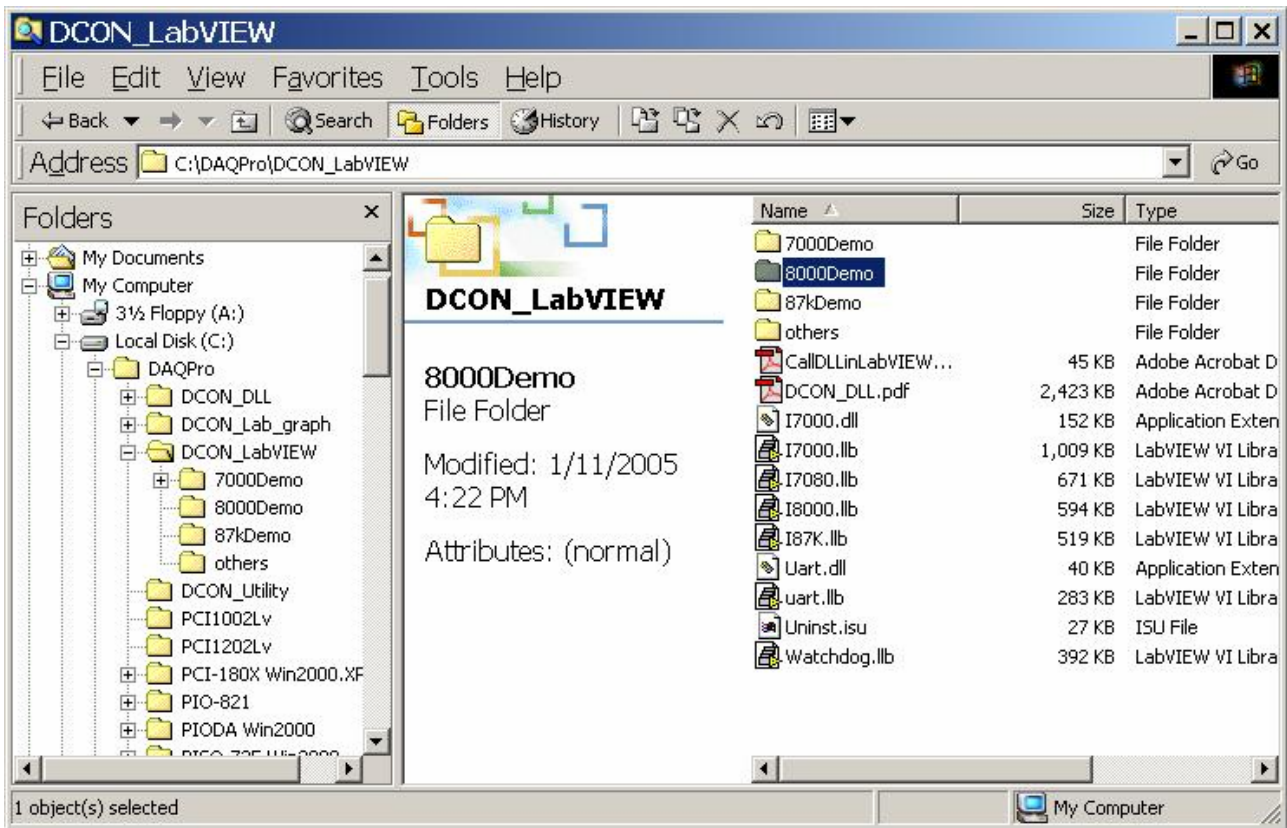 DCON_LabVIEW
File Edit View Favorites Tools Help
Back Search Folders History
Address C:\DAQPro\DCON_LabVIEW Go
Folders
My Documents
My Computer
3½ Floppy (A:)
Local Disk (C:)
DAQPro
DCON_DLL
DCON_Lab_graph
DCON_LabVIEW
7000Demo
8000Demo
87kDemo
others
DCON_Utility
PCI1002Lv
PCI1202Lv
PCI-180X Win2000.XF
PIO-821
PIODA Win2000
DCON_LabVIEW
8000Demo
File Folder
Modified: 1/11/2005
4:22 PM
Attributes: (normal)
Name Size Type
7000Demo File Folder
8000Demo File Folder
87kDemo File Folder
others File Folder
CallDLLinLabVIEW... 45 KB Adobe Acrobat D
DCON_DLL.pdf 2,423 KB Adobe Acrobat D
I7000.dll 152 KB Application Exten
I7000.llb 1,009 KB LabVIEW VI Libra
I7080.llb 671 KB LabVIEW VI Libra
I8000.llb 594 KB LabVIEW VI Libra
I87K.llb 519 KB LabVIEW VI Libra
Uart.dll 40 KB Application Exten
uart.llb 283 KB LabVIEW VI Libra
Uninst.isu 27 KB ISU File
Watchdog.llb 392 KB LabVIEW VI Libra
1 object(s) selected My Computer